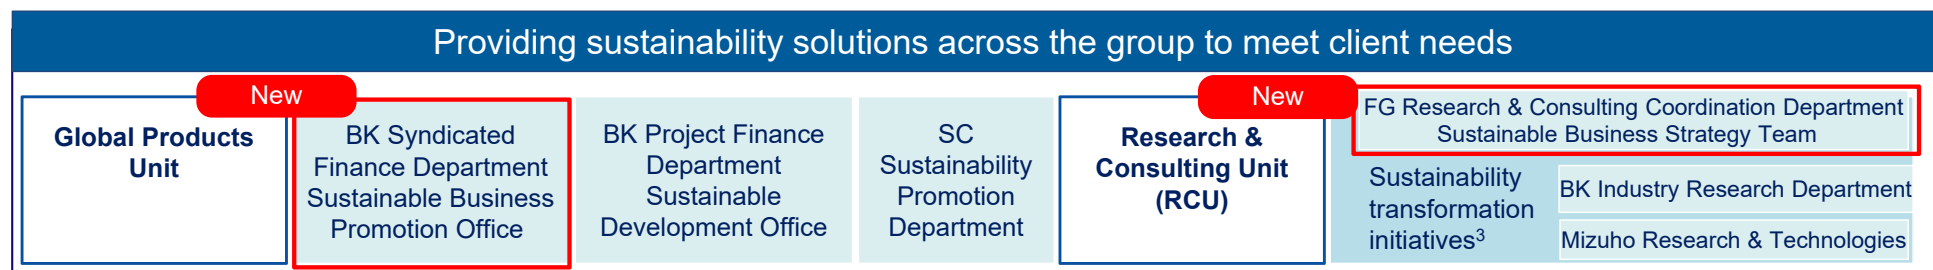 Providing sustainability solutions across the group to meet client needs
Global Products
Unit
New
BK Syndicated
Finance Department
Sustainable Business
Promotion Office
BK Project Finance
Department
Sustainable
Development Office
SC
Sustainability
Promotion
Department
Research &
Consulting Unit
(RCU)
New
FG Research & Consulting Coordination Department
Sustainable Business Strategy Team
Sustainability
transformation
initiatives³
BK Industry Research Department
Mizuho Research & Technologies